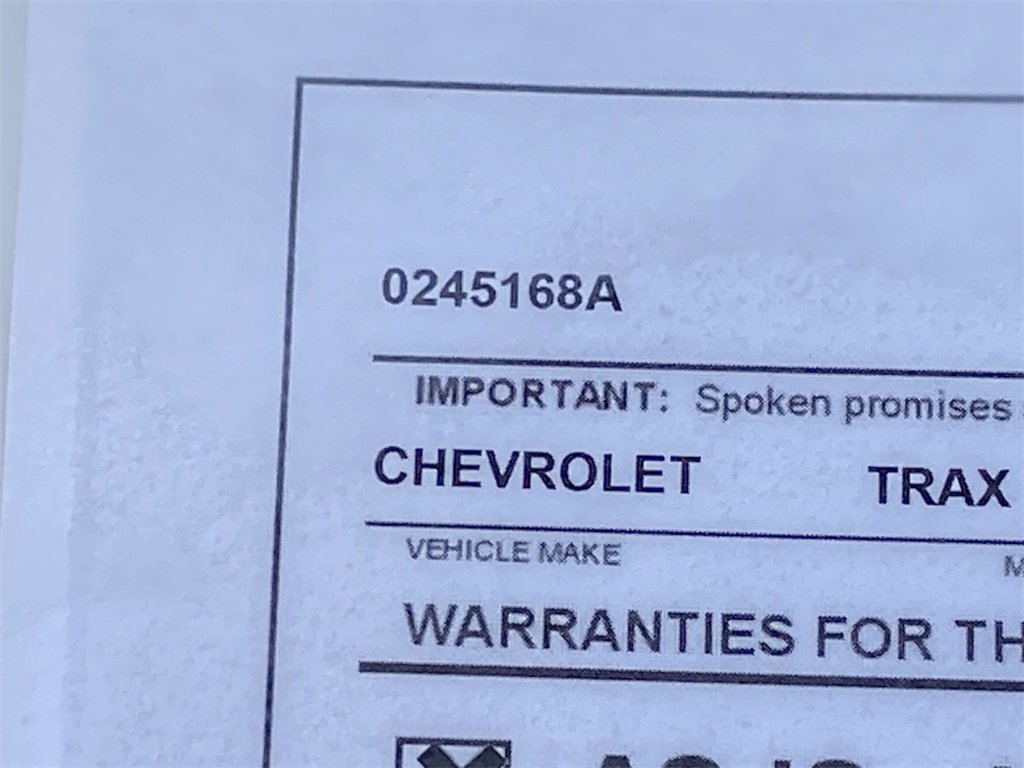 0245168A
IMPORTANT: Spoken promises
CHEVROLET TRAX
VEHICLE MAKE
WARRANTIES FOR TH